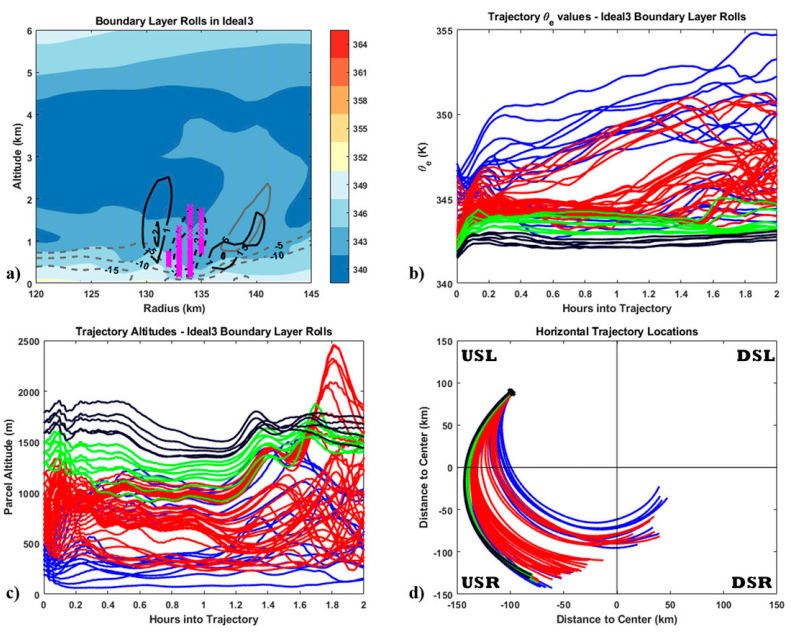 Boundary Layer Rolls in Ideal3
6
5
4
3
2
1
0
Altitude (km)
120
125
130
135
140
145
Radius (km)
-15
-10
-5
-10
364
361
358
355
352
349
346
343
340
a)
Trajectory θe values - Ideal3 Boundary Layer Rolls
355
350
345
340
θe (K)
0 0.2 0.4 0.6 0.8 1 1.2 1.4 1.6 1.8 2
Hours into Trajectory
b)
Trajectory Altitudes - Ideal3 Boundary Layer Rolls
2500
2000
1500
1000
500
0
Parcel Altitude (m)
0 0.2 0.4 0.6 0.8 1 1.2 1.4 1.6 1.8 2
Hours into Trajectory
c)
Horizontal Trajectory Locations
150
100
50
0
-50
-100
-150
Distance to Center (km)
USL
DSL
USR
DSR
-150 -100 -50 0 50 100 150
Distance to Center (km)
d)